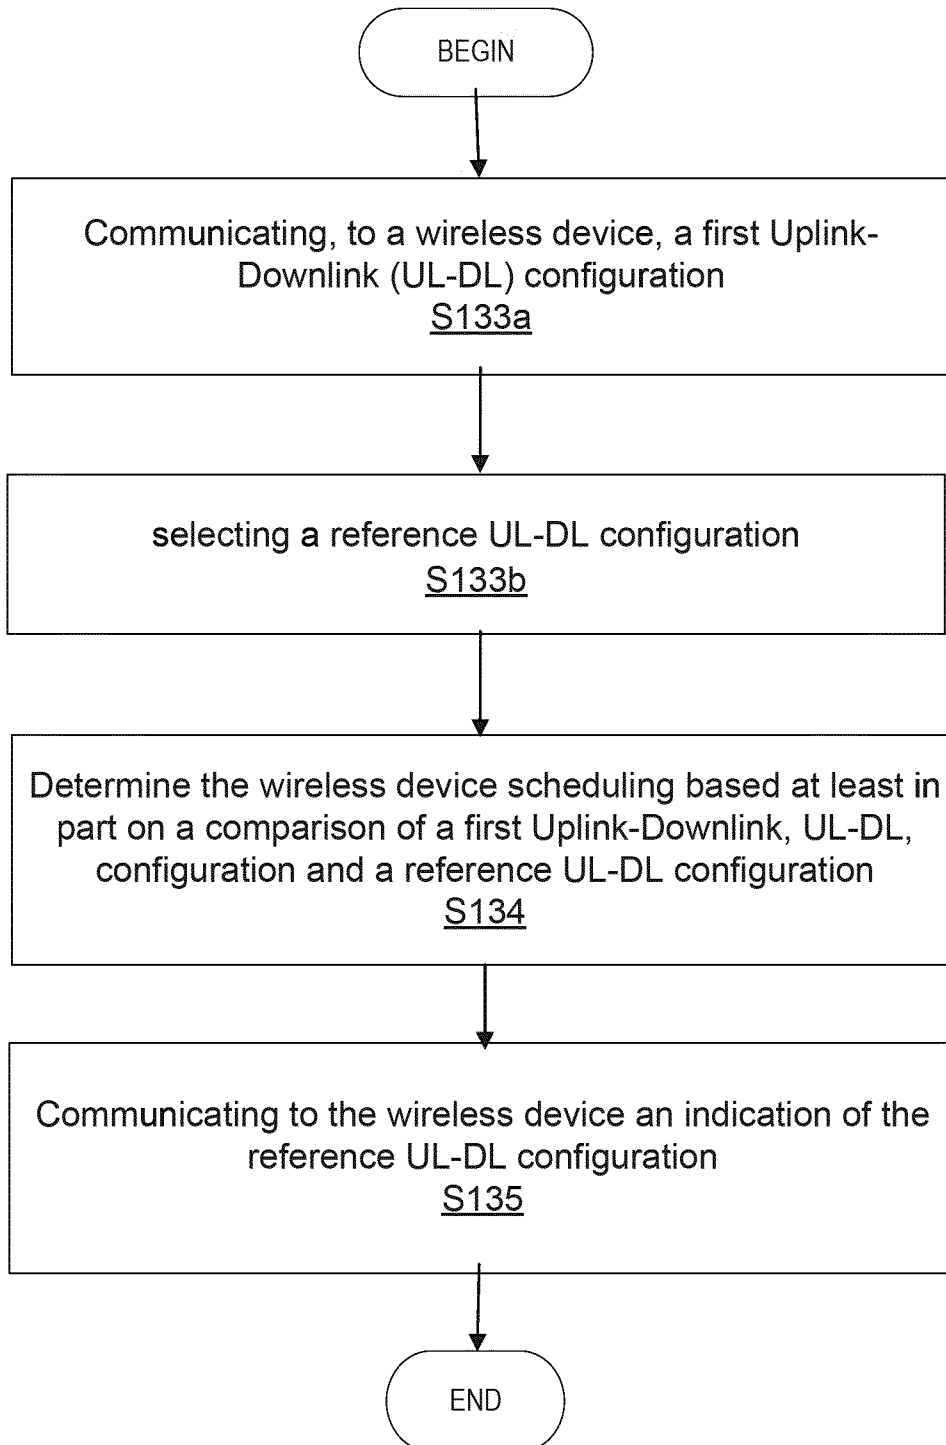 BEGIN
Communicating, to a wireless device, a first Uplink-
Downlink (UL-DL) configuration
S133a
selecting a reference UL-DL configuration
S133b
Determine the wireless device scheduling based at least in
part on a comparison of a first Uplink-Downlink, UL-DL,
configuration and a reference UL-DL configuration
S134
Communicating to the wireless device an indication of the
reference UL-DL configuration
S135
END